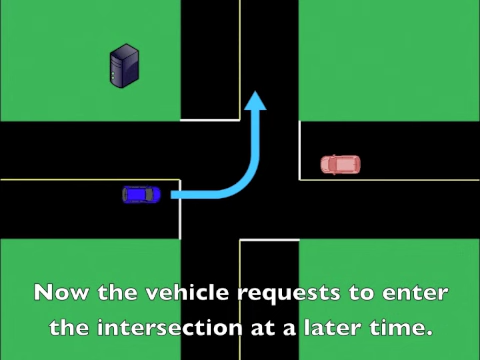 Now the vehicle requests to enter
the intersection at a later time.